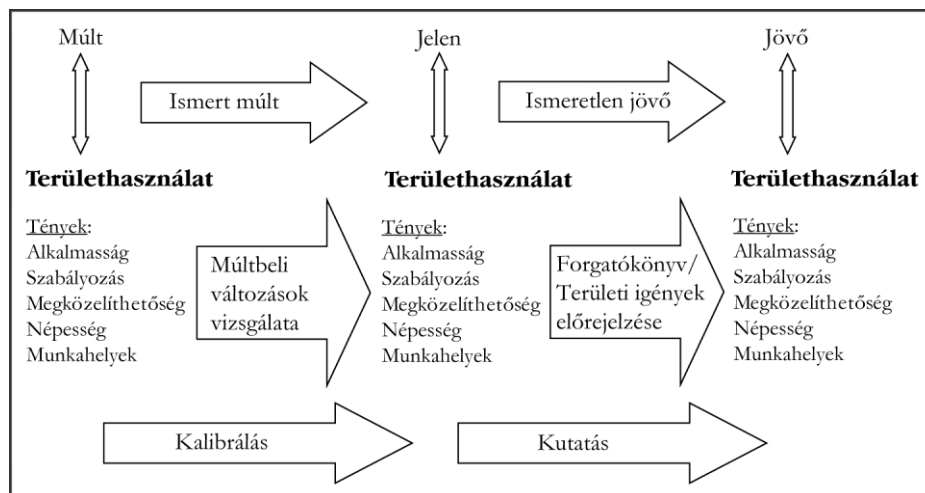 Múlt
Jelen
Jövő
Ismert múlt
Ismeretlen jövő
Területhasználat
Területhasználat
Területhasználat
Tények:
Alkalmasság
Szabályozás
Megközelíthetőség
Népesség
Munkahelyek
Múltbeli
változások
vizsgálata
Tények:
Alkalmasság
Szabályozás
Megközelíthetőség
Népesség
Munkahelyek
Forgatókönyv/
Területi igények
előrejelzése
Tények:
Alkalmasság
Szabályozás
Megközelíthetőség
Népesség
Munkahelyek
Kalibrálás
Kutatás